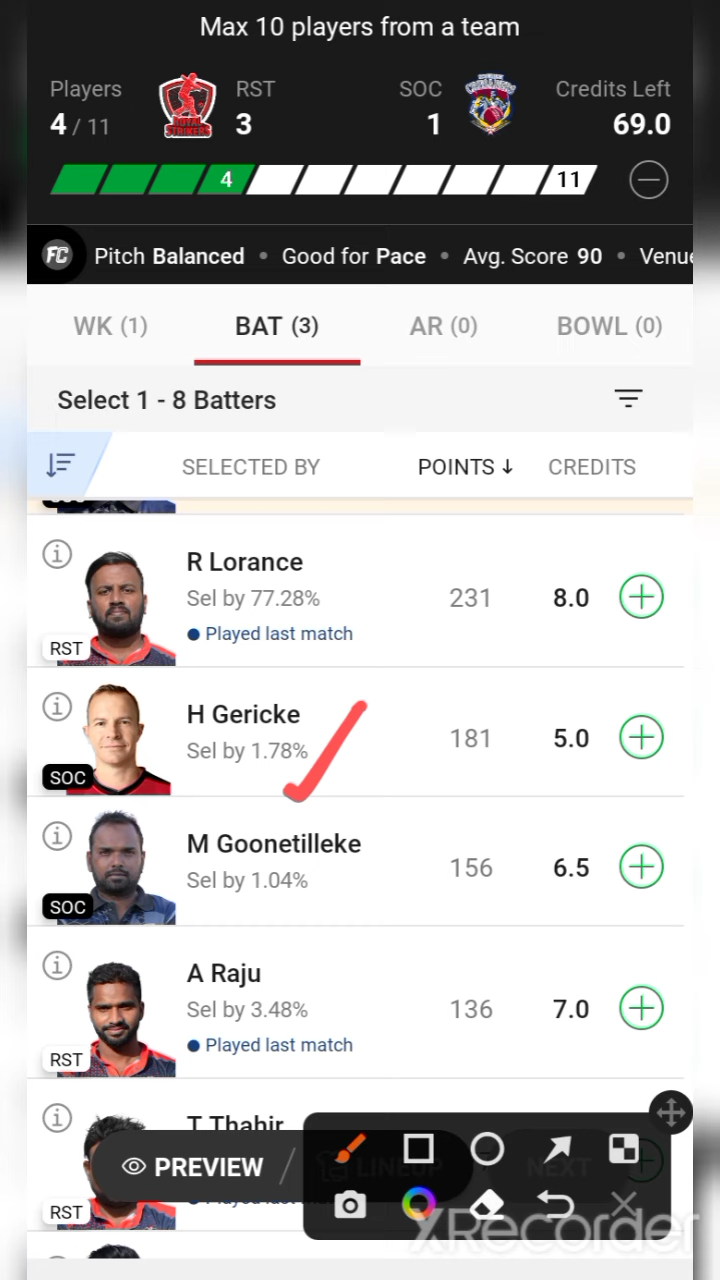 Max 10 players from a team
Players RST SOC Credits Left
4 / 11 3 1 69.0
4 11
FC Pitch Balanced • Good for Pace • Avg. Score 90 • Venue
WK (1) BAT (3) AR (0) BOWL (0)
Select 1 - 8 Batters
SELECTED BY POINTS ↓ CREDITS
R Lorance
Sel by 77.28% 231 8.0
Played last match
RST
H Gericke
Sel by 1.78% 181 5.0
SOC
M Goonetilleke
Sel by 1.04% 156 6.5
SOC
A Raju
Sel by 3.48% 136 7.0
Played last match
RST
T Thahir
PREVIEW / LINEUP NEXT
RST
XRecorder